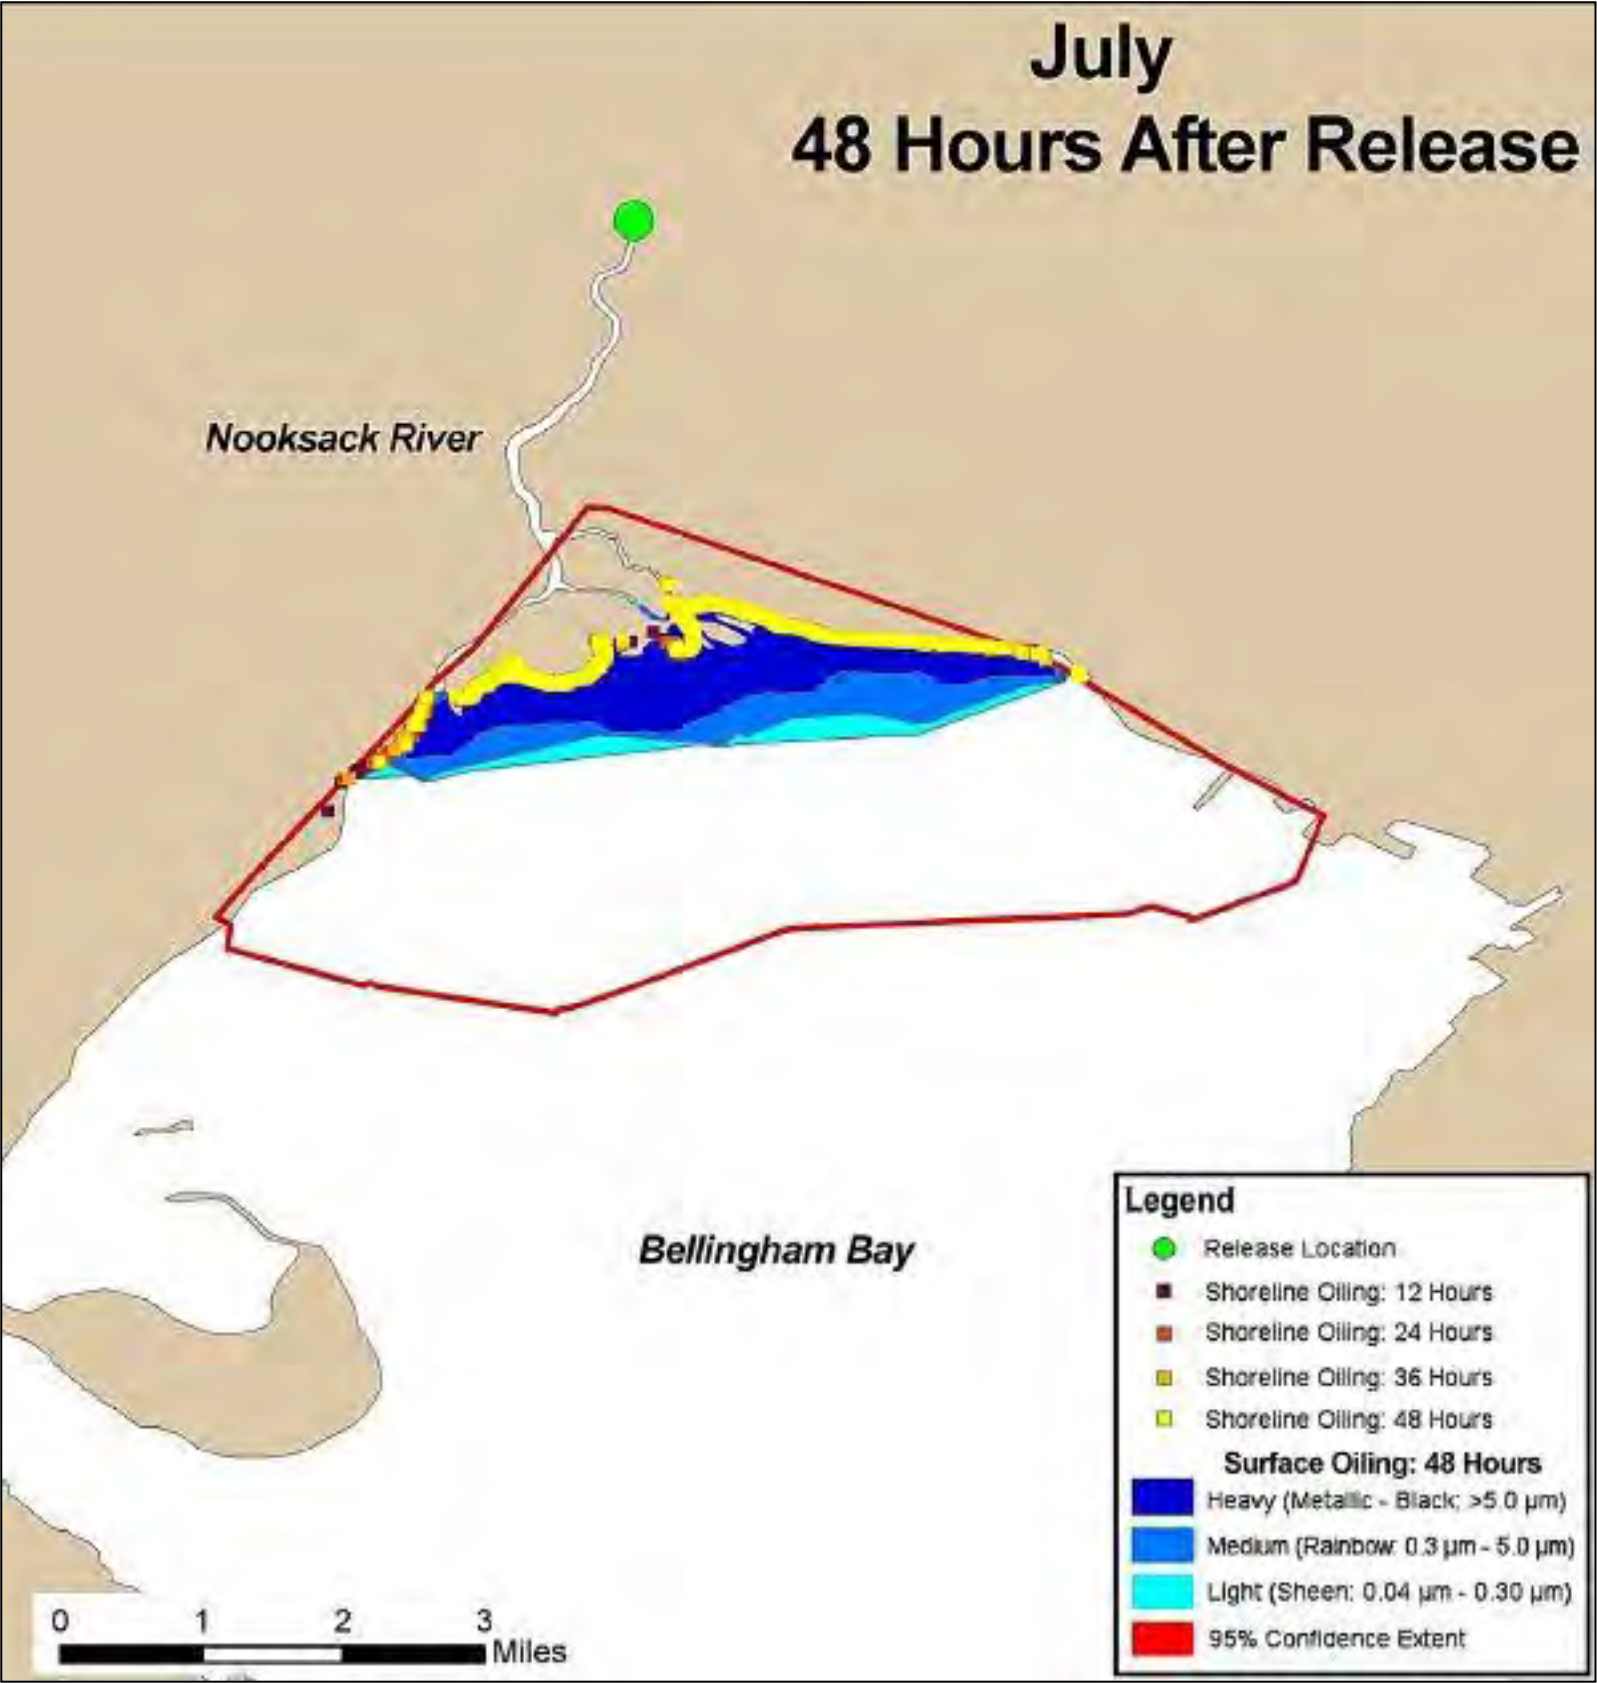 July
48 Hours After Release
Nooksack River
Bellingham Bay
Legend
Release Location
Shoreline Oiling: 12 Hours
Shoreline Oiling: 24 Hours
Shoreline Oiling: 36 Hours
Shoreline Oiling: 48 Hours
Surface Oiling: 48 Hours
Heavy (Metallic - Black: >5.0 µm)
Medium (Rainbow: 0.3 µm - 5.0 µm)
Light (Sheen: 0.04 µm - 0.30 µm)
95% Confidence Extent
0 1 2 3
Miles